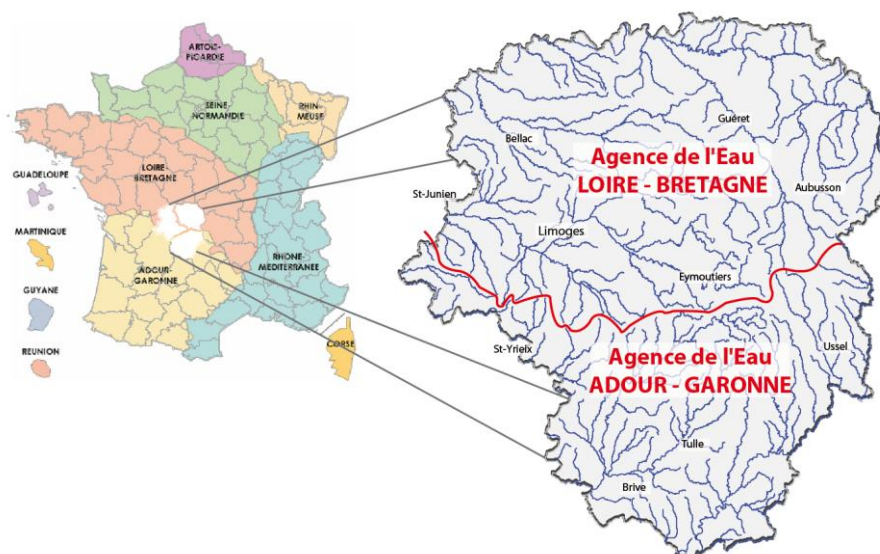 ARTOIS-
PICARDIE
SEINE-
NORMANDIE
RHIN-
MEUSE
LOIRE-
BRETAGNE
GUADELOUPE
MARTINIQUE
GUYANE
REUNION
ADOUR-
GARONNE
RHONE-
MEDITERRANEE
CORSE
Guéret
Bellac
Agence de l'Eau
LOIRE - BRETAGNE
St-Junien
Aubusson
Limoges
Eymoutiers
St-Yrieix
Agence de l'Eau
ADOUR - GARONNE
Ussel
Tulle
Brive